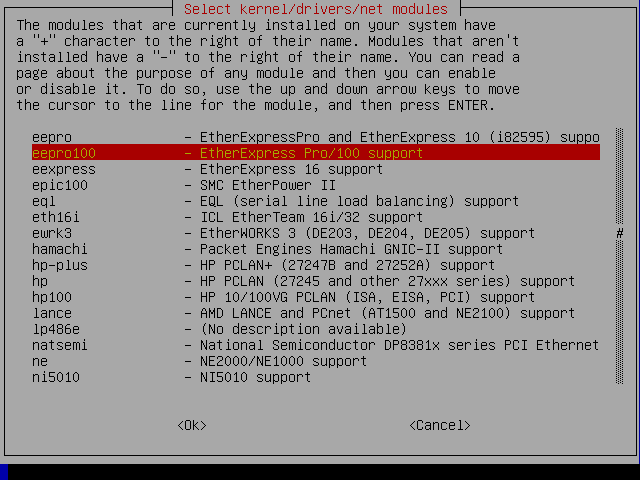 Select kernel/drivers/net modules
The modules that are currently installed on your system have
a "+" character to the right of their name. Modules that aren't
installed have a "-" to the right of their name. You can read a
page about the purpose of any module and then you can enable
or disable it. To do so, use the up and down arrow keys to move
the cursor to the line for the module, and then press ENTER.
eepro - EtherExpressPro and EtherExpress 10 (i82595) suppo
eepro100 - EtherExpress Pro/100 support
eexpress - EtherExpress 16 support
epic100 - SMC EtherPower II
eql - EQL (serial line load balancing) support
eth16i - ICL EtherTeam 16i/32 support
ewrk3 - EtherWORKS 3 (DE203, DE204, DE205) support #
hamachi - Packet Engines Hamachi GNIC-II support
hp-plus - HP PCLAN+ (27247B and 27252A) support
hp - HP PCLAN (27245 and other 27xxx series) support
hp100 - HP 10/100VG PCLAN (ISA, EISA, PCI) support
lance - AMD LANCE and PCnet (AT1500 and NE2100) support
lp486e - (No description available)
natsemi - National Semiconductor DP8381x series PCI Ethernet
ne - NE2000/NE1000 support
ni5010 - NI5010 support
<Ok> <Cancel>